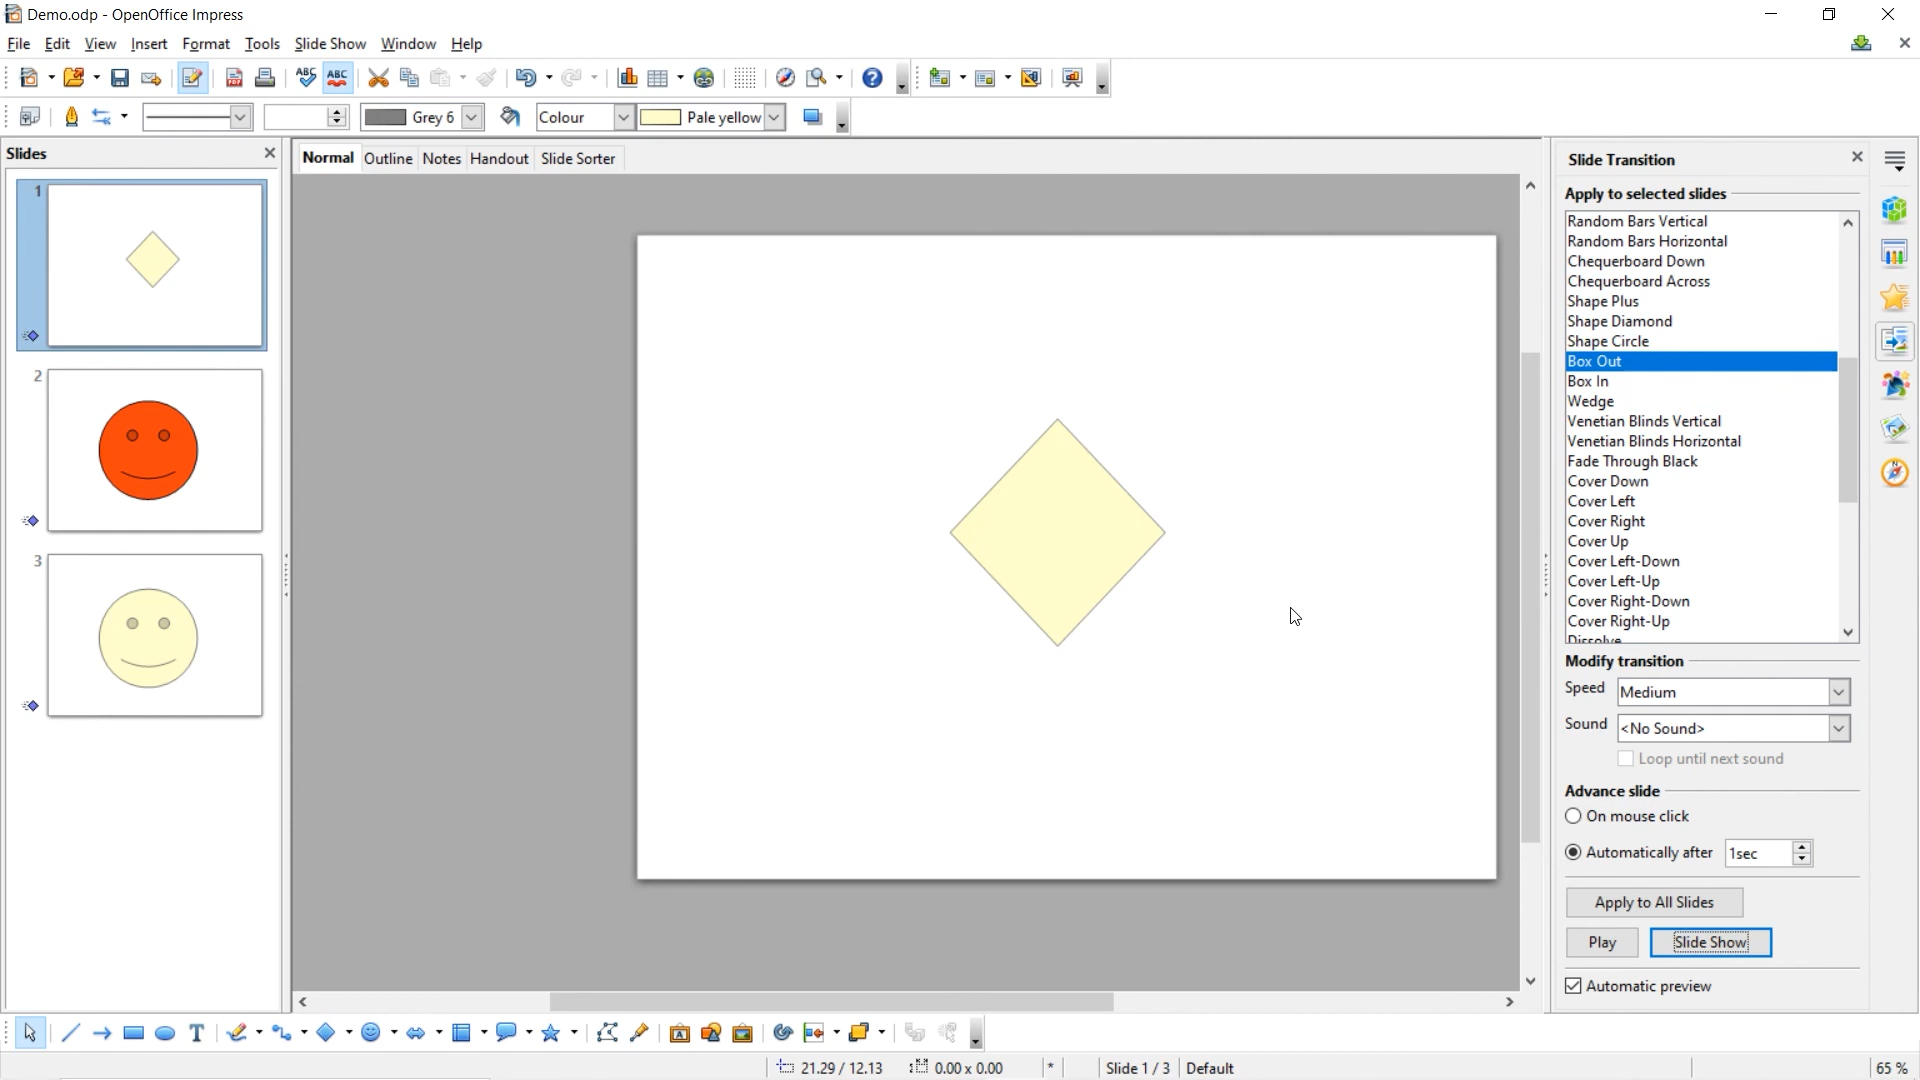 Demo.odp - OpenOffice Impress
File Edit View Insert Format Tools Slide Show Window Help
ABC ABC
Grey 6 Colour Pale yellow
Slides
1
2
3
Normal Outline Notes Handout Slide Sorter
Slide Transition
Apply to selected slides
Random Bars Vertical
Random Bars Horizontal
Chequerboard Down
Chequerboard Across
Shape Plus
Shape Diamond
Shape Circle
Box Out
Box In
Wedge
Venetian Blinds Vertical
Venetian Blinds Horizontal
Fade Through Black
Cover Down
Cover Left
Cover Right
Cover Up
Cover Left-Down
Cover Left-Up
Cover Right-Down
Cover Right-Up
Dissolve
Modify transition
Speed Medium
Sound <No Sound>
Loop until next sound
Advance slide
On mouse click
Automatically after 1sec
Apply to All Slides
Play Slide Show
Automatic preview
21.29 / 12.13 0.00 x 0.00 * Slide 1 / 3 Default 65 %